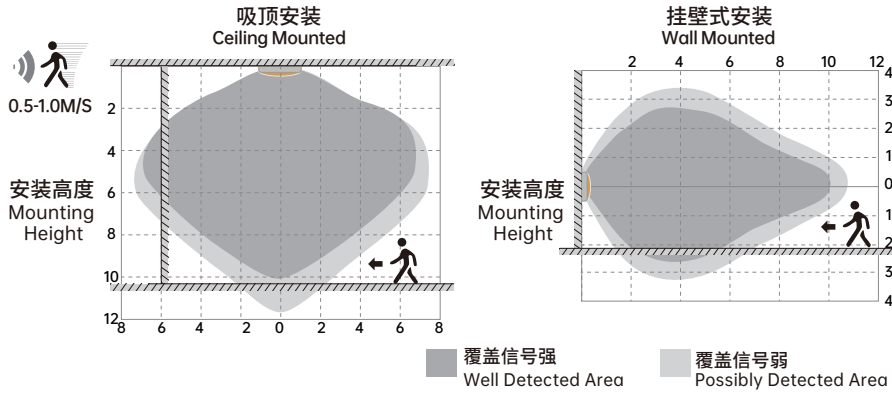 吸顶安装
Ceiling Mounted
挂壁式安装
Wall Mounted
0.5-1.0M/S
2
4
6
8
10
12
安装高度
Mounting
Height
8 6 4 2 0 2 4 6 8
2 4 6 8 10 12
4
3
2
1
0
1
2
3
4
安装高度
Mounting
Height
覆盖信号强
Well Detected Area
覆盖信号弱
Possibly Detected Area